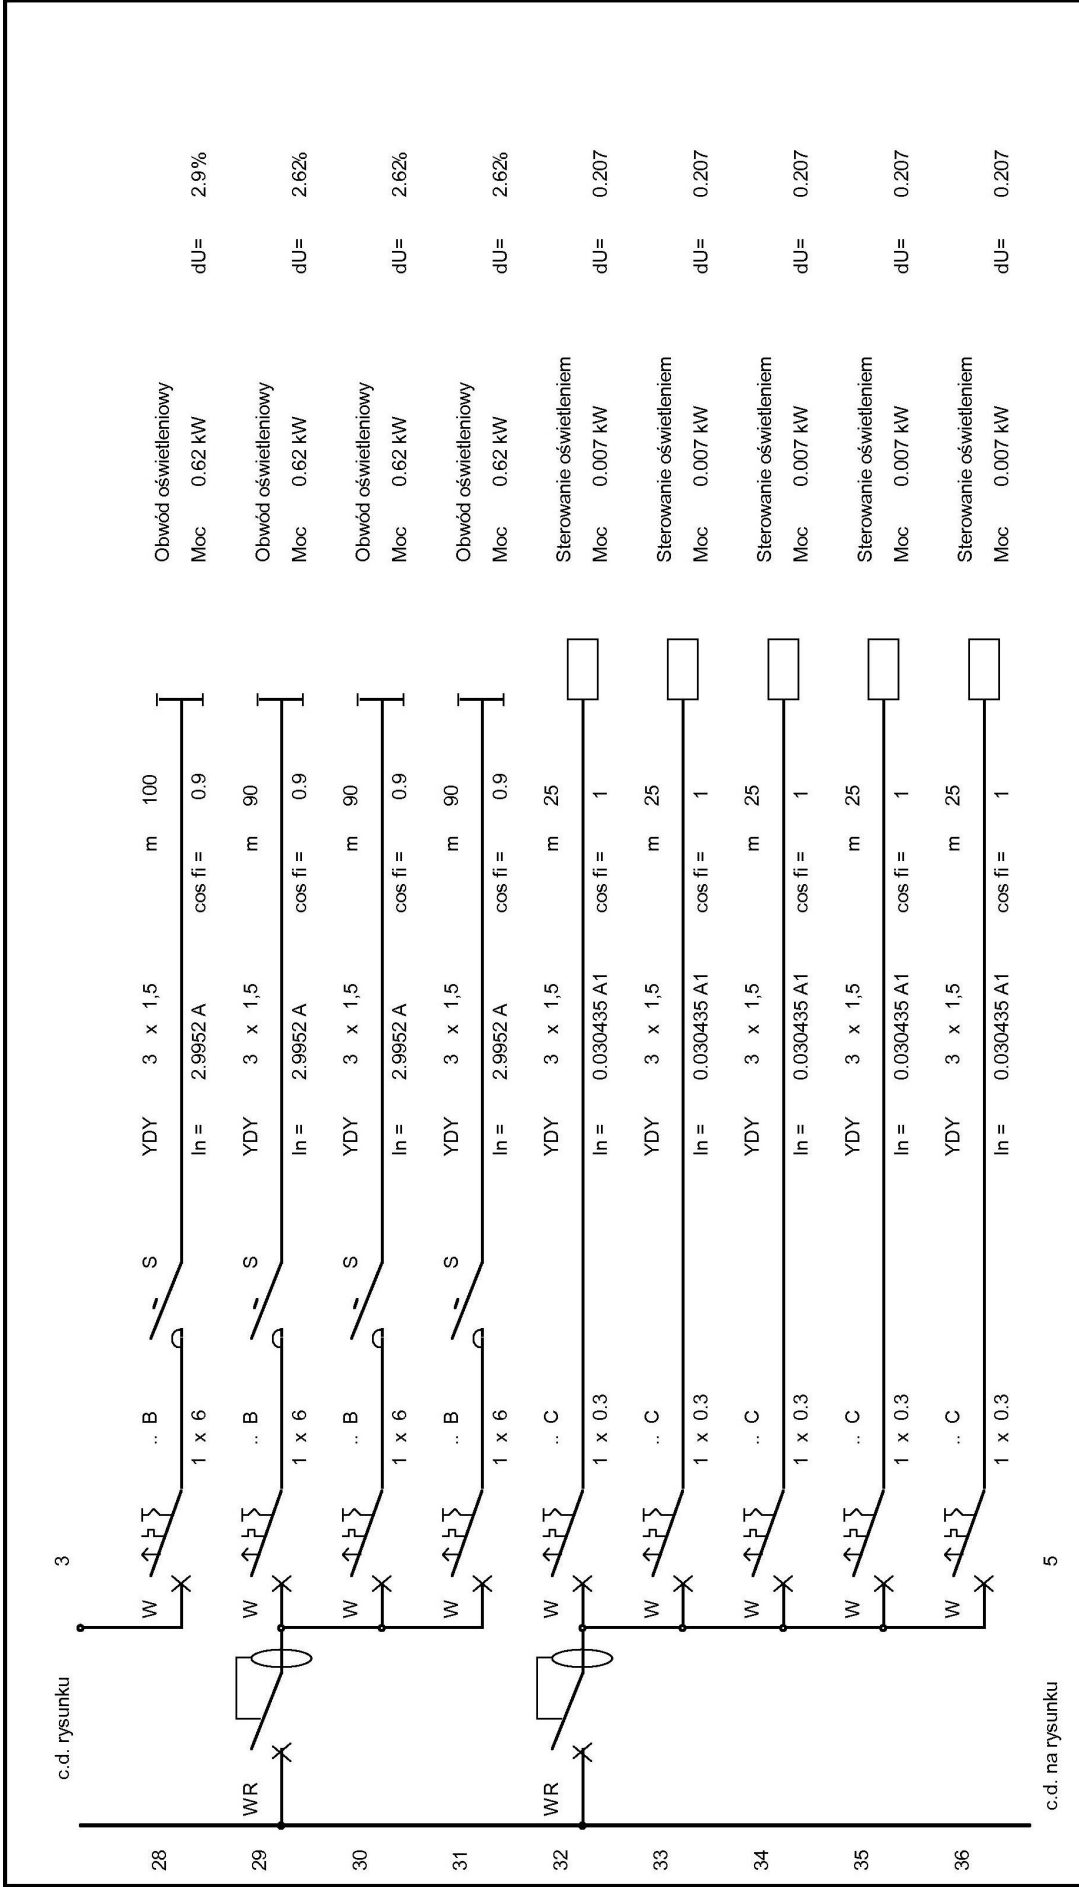 c.d. rysunku 3
28 W .. B S YDY 3 x 1,5 m 100 Obwód oświetleniowy
1 x 6 In = 2.9952 A cos fi = 0.9 Moc 0.62 kW dU= 2.9%
29 WR W .. B S YDY 3 x 1,5 m 90 Obwód oświetleniowy
1 x 6 In = 2.9952 A cos fi = 0.9 Moc 0.62 kW dU= 2.62%
30 W .. B S YDY 3 x 1,5 m 90 Obwód oświetleniowy
1 x 6 In = 2.9952 A cos fi = 0.9 Moc 0.62 kW dU= 2.62%
31 W .. B S YDY 3 x 1,5 m 90 Obwód oświetleniowy
1 x 6 In = 2.9952 A cos fi = 0.9 Moc 0.62 kW dU= 2.62%
32 WR W .. C YDY 3 x 1,5 m 25 Sterowanie oświetleniem
1 x 0.3 In = 0.030435 A1 cos fi = 1 Moc 0.007 kW dU= 0.207
33 W .. C YDY 3 x 1,5 m 25 Sterowanie oświetleniem
1 x 0.3 In = 0.030435 A1 cos fi = 1 Moc 0.007 kW dU= 0.207
34 W .. C YDY 3 x 1,5 m 25 Sterowanie oświetleniem
1 x 0.3 In = 0.030435 A1 cos fi = 1 Moc 0.007 kW dU= 0.207
35 W .. C YDY 3 x 1,5 m 25 Sterowanie oświetleniem
1 x 0.3 In = 0.030435 A1 cos fi = 1 Moc 0.007 kW dU= 0.207
36 W .. C YDY 3 x 1,5 m 25 Sterowanie oświetleniem
1 x 0.3 In = 0.030435 A1 cos fi = 1 Moc 0.007 kW dU= 0.207
c.d. na rysunku 5